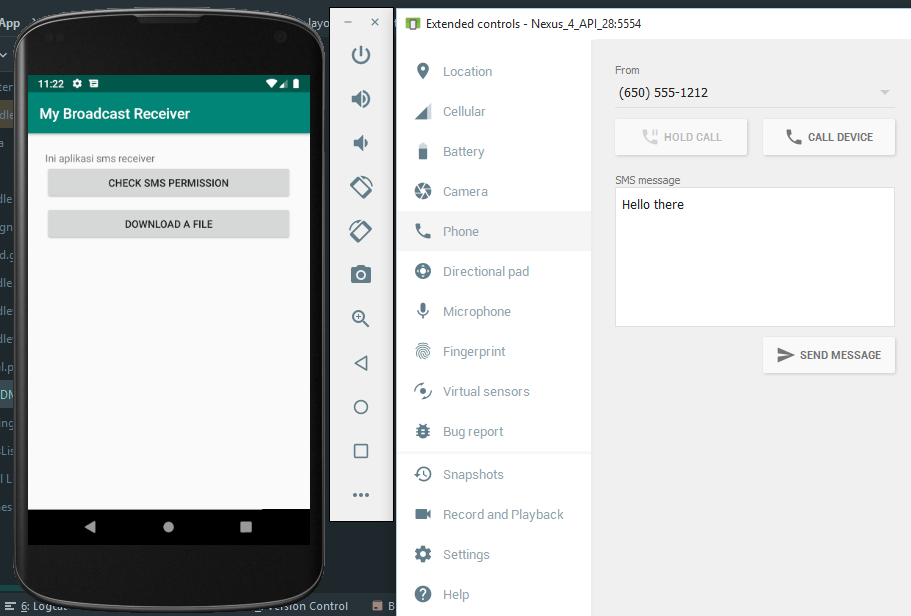 App
11:22
My Broadcast Receiver
Ini aplikasi sms receiver
CHECK SMS PERMISSION
DOWNLOAD A FILE
6: Logcat
Version Control
Extended controls - Nexus_4_API_28:5554
Location
Cellular
Battery
Camera
Phone
Directional pad
Microphone
Fingerprint
Virtual sensors
Bug report
Snapshots
Record and Playback
Settings
Help
From
(650) 555-1212
HOLD CALL
CALL DEVICE
SMS message
Hello there
SEND MESSAGE